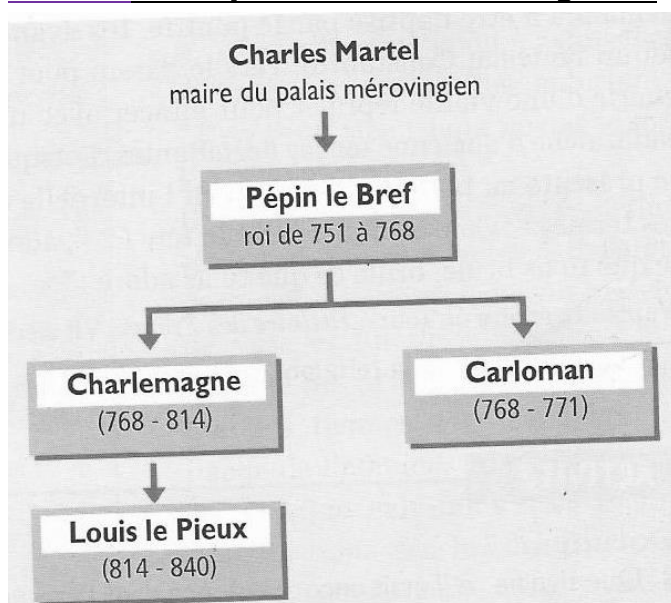 Charles Martel
maire du palais mérovingien
Pépin le Bref
roi de 751 à 768
Charlemagne
(768 - 814)
Carloman
(768 - 771)
Louis le Pieux
(814 - 840)